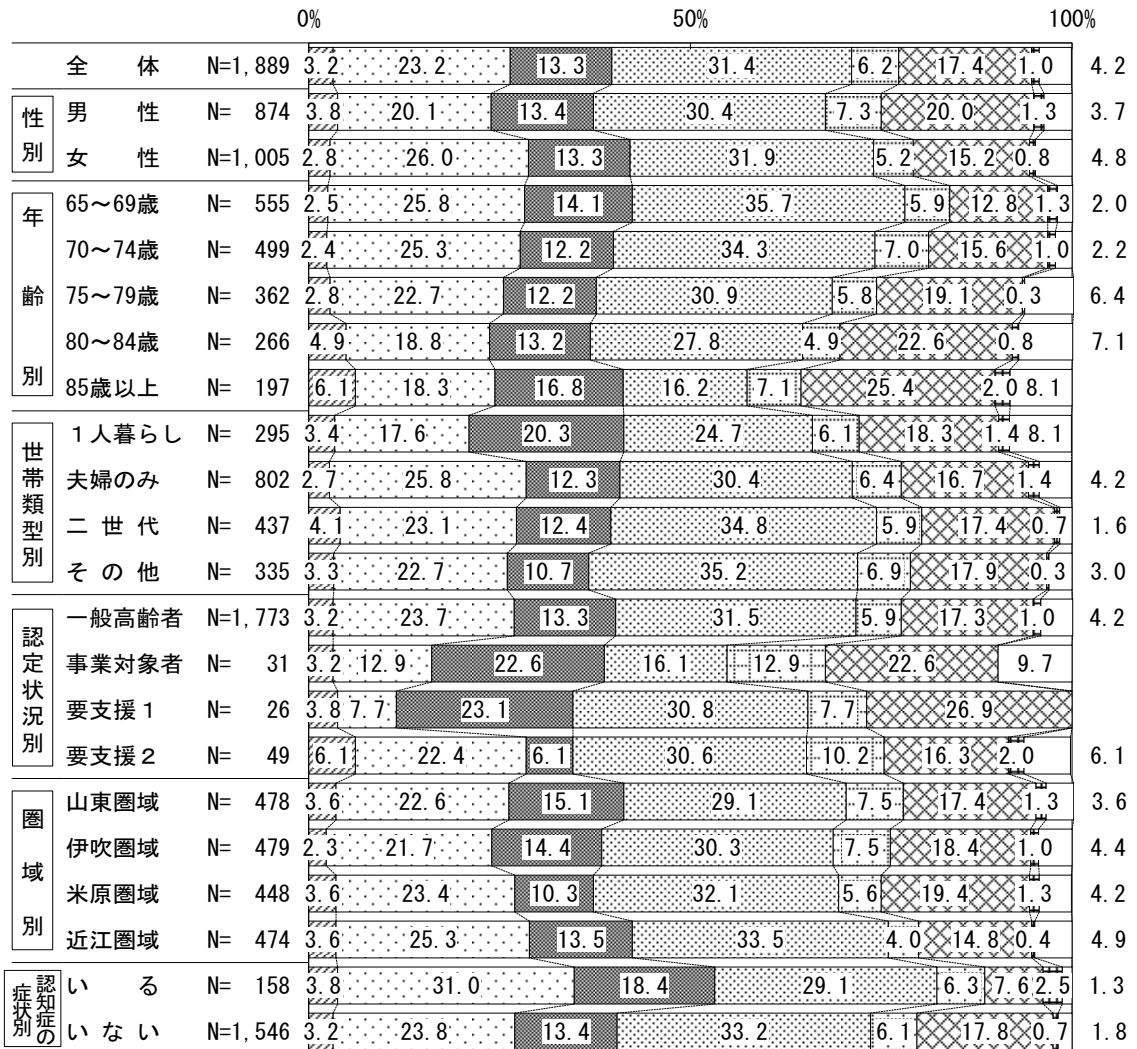 0% 50% 100%
全体 N=1,889 3.2 23.2 13.3 31.4 6.2 17.4 1.0 4.2
性別
男性 N= 874 3.8 20.1 13.4 30.4 7.3 20.0 1.3 3.7
女性 N=1,005 2.8 26.0 13.3 31.9 5.2 15.2 0.8 4.8
年齢別
65～69歳 N= 555 2.5 25.8 14.1 35.7 5.9 12.8 1.3 2.0
70～74歳 N= 499 2.4 25.3 12.2 34.3 7.0 15.6 1.0 2.2
75～79歳 N= 362 2.8 22.7 12.2 30.9 5.8 19.1 0.3 6.4
80～84歳 N= 266 4.9 18.8 13.2 27.8 4.9 22.6 0.8 7.1
85歳以上 N= 197 6.1 18.3 16.8 16.2 7.1 25.4 2.0 8.1
世帯類型別
１人暮らし N= 295 3.4 17.6 20.3 24.7 6.1 18.3 1.4 8.1
夫婦のみ N= 802 2.7 25.8 12.3 30.4 6.4 16.7 1.4 4.2
二世代 N= 437 4.1 23.1 12.4 34.8 5.9 17.4 0.7 1.6
その他 N= 335 3.3 22.7 10.7 35.2 6.9 17.9 0.3 3.0
認定状況別
一般高齢者 N=1,773 3.2 23.7 13.3 31.5 5.9 17.3 1.0 4.2
事業対象者 N= 31 3.2 12.9 22.6 16.1 12.9 22.6 9.7
要支援１ N= 26 3.8 7.7 23.1 30.8 7.7 26.9
要支援２ N= 49 6.1 22.4 6.1 30.6 10.2 16.3 2.0 6.1
圏域別
山東圏域 N= 478 3.6 22.6 15.1 29.1 7.5 17.4 1.3 3.6
伊吹圏域 N= 479 2.3 21.7 14.4 30.3 7.5 18.4 1.0 4.4
米原圏域 N= 448 3.6 23.4 10.3 32.1 5.6 19.4 1.3 4.2
近江圏域 N= 474 3.6 25.3 13.5 33.5 4.0 14.8 0.4 4.9
認知症の症状別
いる N= 158 3.8 31.0 18.4 29.1 6.3 7.6 2.5 1.3
いない N=1,546 3.2 23.8 13.4 33.2 6.1 17.8 0.7 1.8